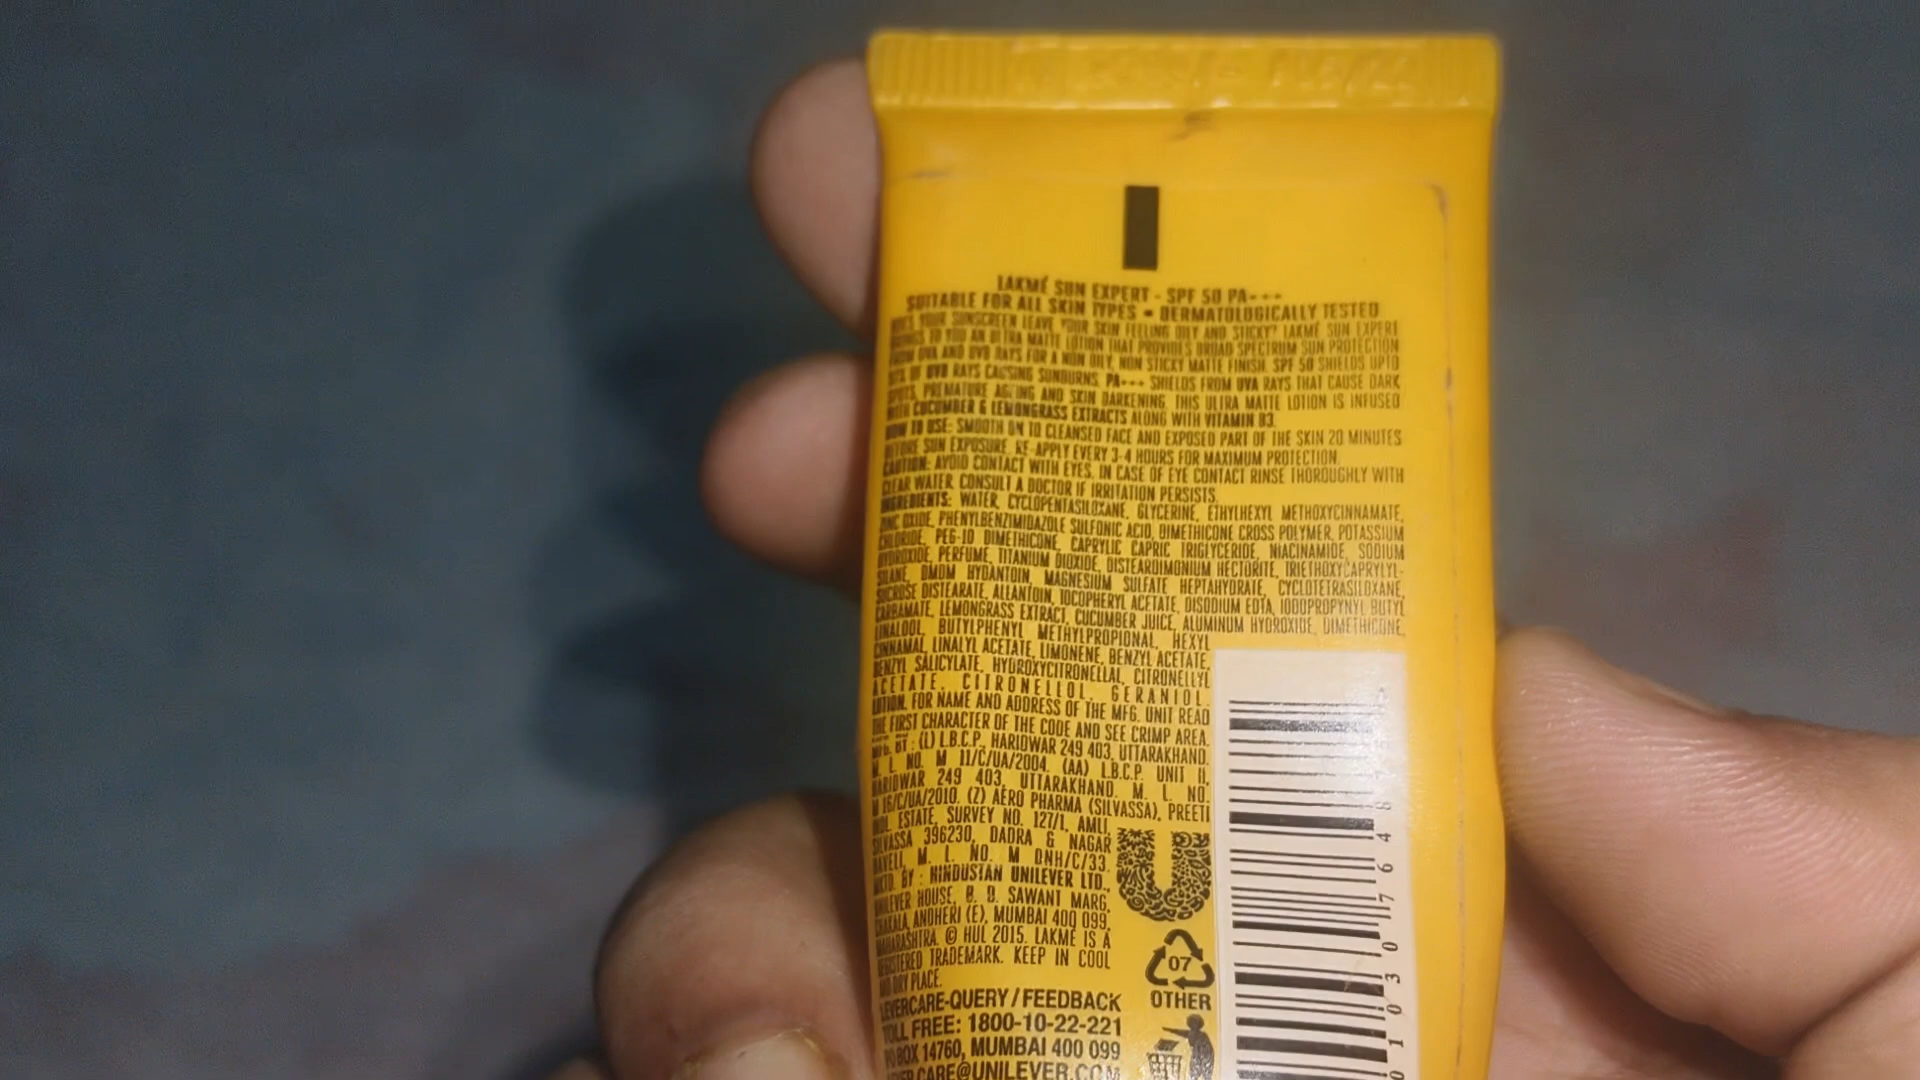 LAKMÉ SUN EXPERT - SPF 50 PA+++
SUITABLE FOR ALL SKIN TYPES • DERMATOLOGICALLY TESTED
YOUR SUNSCREEN LEAVE YOUR SKIN FEELING OILY AND STICKY? LAKMÉ SUN EXPERT
TO YOU AN ULTRA MATTE LOTION THAT PROVIDES BROAD SPECTRUM SUN PROTECTION
UVA AND UVB RAYS FOR A NON OILY, NON STICKY MATTE FINISH. SPF 50 SHIELDS UPTO
OF UVB RAYS CAUSING SUNBURNS. PA+++ SHIELDS FROM UVA RAYS THAT CAUSE DARK
SPOTS, PREMATURE AGEING AND SKIN DARKENING. THIS ULTRA MATTE LOTION IS INFUSED
WITH CUCUMBER & LEMONGRASS EXTRACTS ALONG WITH VITAMIN B3.
HOW TO USE: SMOOTH ON TO CLEANSED FACE AND EXPOSED PART OF THE SKIN 20 MINUTES
BEFORE SUN EXPOSURE. RE-APPLY EVERY 3-4 HOURS FOR MAXIMUM PROTECTION.
CAUTION: AVOID CONTACT WITH EYES. IN CASE OF EYE CONTACT RINSE THOROUGHLY WITH
CLEAR WATER. CONSULT A DOCTOR IF IRRITATION PERSISTS.
INGREDIENTS: WATER, CYCLOPENTASILOXANE, GLYCERINE, ETHYLHEXYL METHOXYCINNAMATE,
ZINC OXIDE, PHENYLBENZIMIDAZOLE SULFONIC ACID, DIMETHICONE CROSS POLYMER, POTASSIUM
CHLORIDE, PEG-10 DIMETHICONE, CAPRYLIC CAPRIC TRIGLYCERIDE, NIACINAMIDE, SODIUM
HYDROXIDE, PERFUME, TITANIUM DIOXIDE, DISTEARDIMONIUM HECTORITE, TRIETHOXYCAPRYLYL-
SILANE, DMDM HYDANTOIN, MAGNESIUM SULFATE HEPTAHYDRATE, CYCLOTETRASILOXANE,
SUCROSE DISTEARATE, ALLANTOIN, TOCOPHERYL ACETATE, DISODIUM EDTA, IODOPROPYNYL BUTYL
CARBAMATE, LEMONGRASS EXTRACT, CUCUMBER JUICE, ALUMINUM HYDROXIDE, DIMETHICONE,
LINALOOL, BUTYLPHENYL METHYLPROPIONAL, HEXYL
CINNAMAL, LINALYL ACETATE, LIMONENE, BENZYL ACETATE,
BENZYL SALICYLATE, HYDROXYCITRONELLAL, CITRONELLYL
ACETATE, CITRONELLOL, GERANIOL.
LOTION. FOR NAME AND ADDRESS OF THE MFG. UNIT READ
THE FIRST CHARACTER OF THE CODE AND SEE CRIMP AREA.
MFG. BY: (L) L.B.C.P. HARIDWAR 249 403, UTTARAKHAND.
M. L. NO. M 11/C/UA/2004. (AA) L.B.C.P. UNIT II,
HARIDWAR 249 403, UTTARAKHAND. M. L. NO.
M 16/C/UA/2010. (Z) AERO PHARMA (SILVASSA), PREETI
INDL. ESTATE, SURVEY NO. 127/1, AMLI,
SILVASSA 396230, DADRA & NAGAR
HAVELI. M. L. NO. M DNH/C/33.
MKTD. BY: HINDUSTAN UNILEVER LTD.,
UNILEVER HOUSE, B. D. SAWANT MARG,
CHAKALA, ANDHERI (E), MUMBAI 400 099,
MAHARASHTRA. © HUL 2015. LAKMÉ IS A
REGISTERED TRADEMARK. KEEP IN COOL
AND DRY PLACE.
LEVERCARE-QUERY / FEEDBACK
TOLL FREE: 1800-10-22-221
PO BOX 14760, MUMBAI 400 099
CARE@UNILEVER.COM
07
OTHER